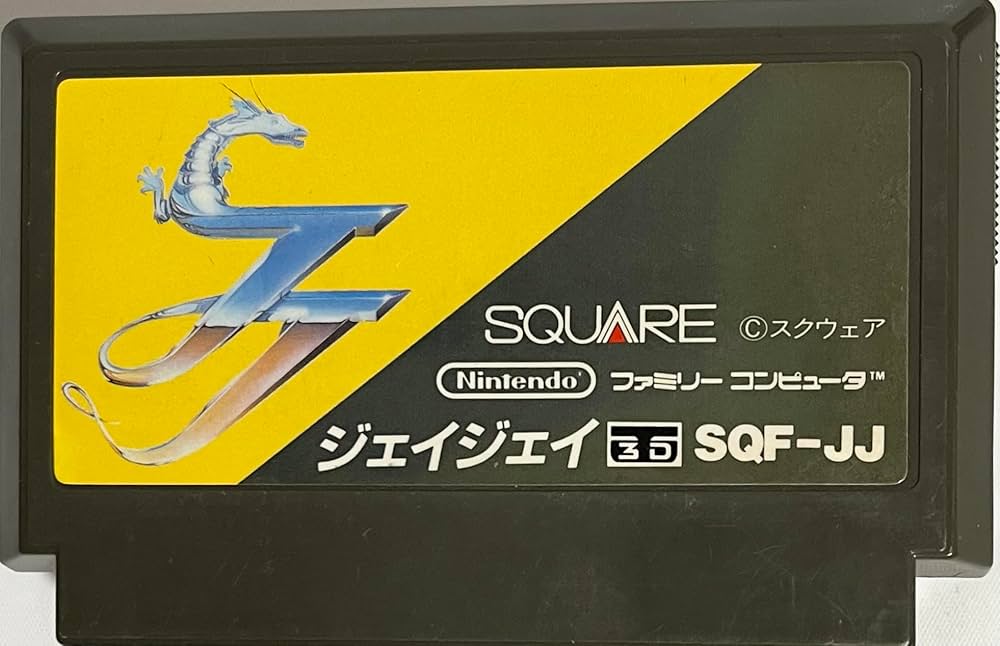 JJ
SQUARE ©スクウェア
Nintendo® ファミリー コンピュータ™
ジェイジェイ 3D SQF-JJ